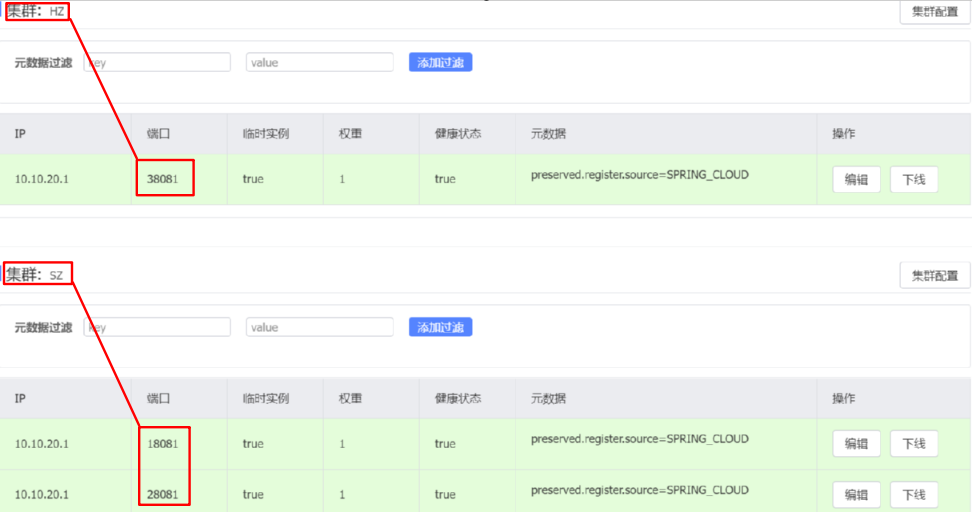 集群: HZ
集群配置
元数据过滤 key value 添加过滤
IP 端口 临时实例 权重 健康状态 元数据 操作
10.10.20.1 38081 true 1 true preserved.register.source=SPRING_CLOUD 编辑 下线
集群: SZ
集群配置
元数据过滤 key value 添加过滤
IP 端口 临时实例 权重 健康状态 元数据 操作
10.10.20.1 18081 true 1 true preserved.register.source=SPRING_CLOUD 编辑 下线
10.10.20.1 28081 true 1 true preserved.register.source=SPRING_CLOUD 编辑 下线